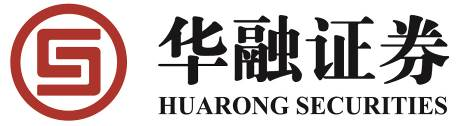 华融证券
HUARONG SECURITIES